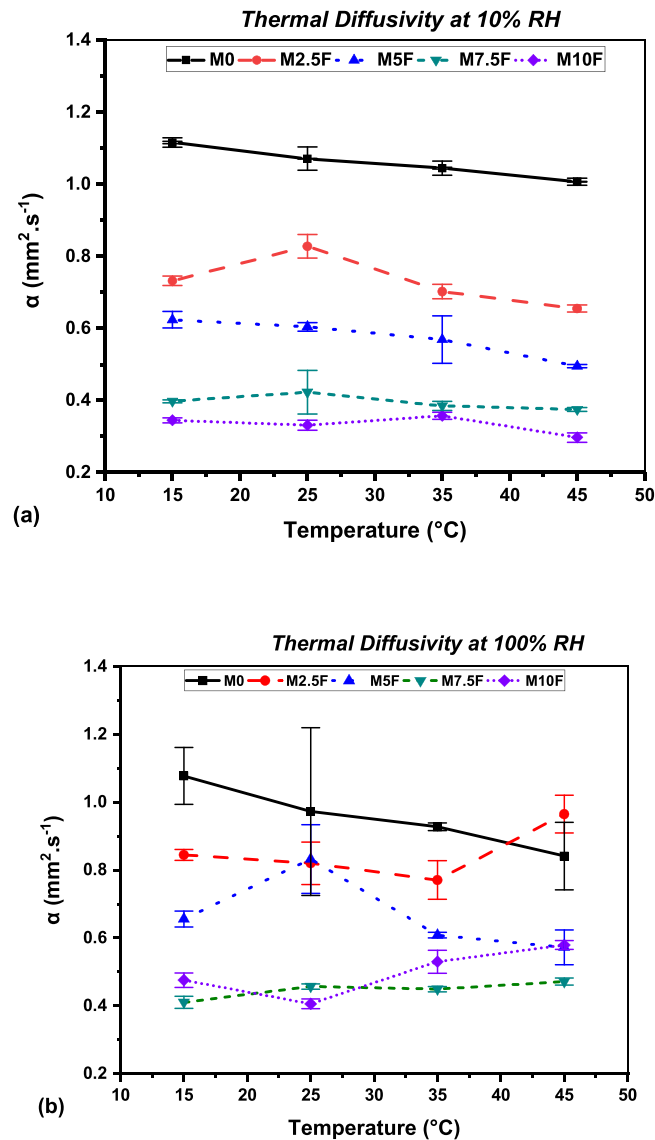 Thermal Diffusivity at 10% RH
1.4
M0 M2.5F M5F M7.5F M10F
1.2
1.0
0.8
0.6
0.4
0.2
α (mm².s⁻¹)
10 15 20 25 30 35 40 45 50
(a)
Temperature (°C)
Thermal Diffusivity at 100% RH
1.4
M0 M2.5F M5F M7.5F M10F
1.2
1.0
0.8
0.6
0.4
0.2
α (mm².s⁻¹)
10 15 20 25 30 35 40 45 50
(b)
Temperature (°C)